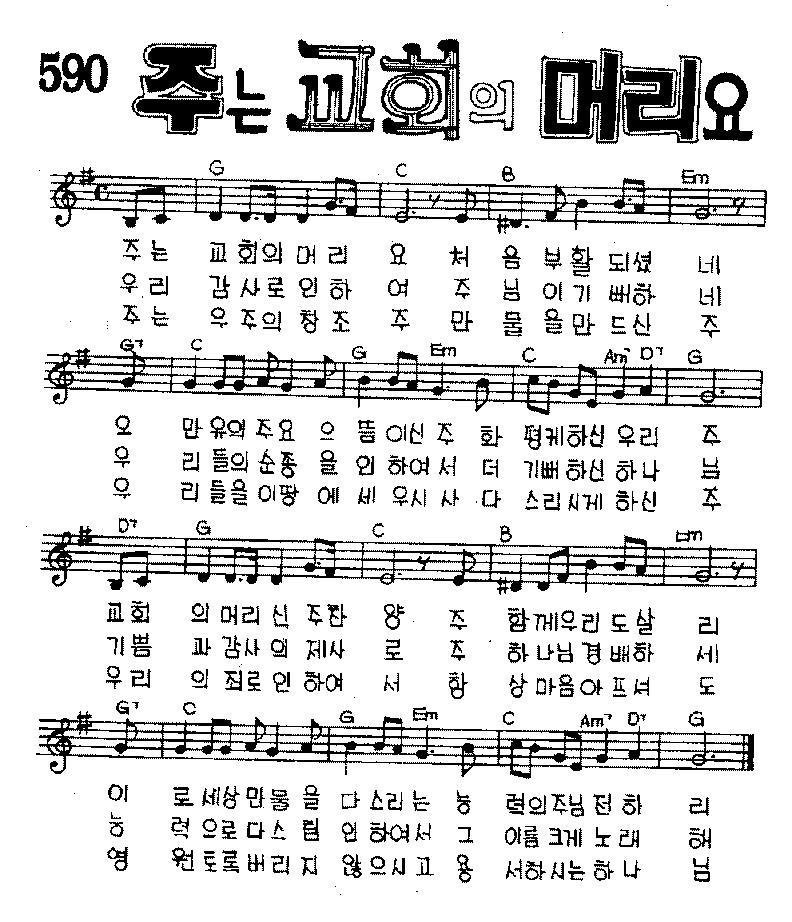 590 주는 교회의 머리요
G C B Em
주는 교회의 머리 요 처음 부활 되셨 네
우리 감사로 인하 여 주님 이기 뻐하 네
주는 우주의 창조 주 만물을 만드신 주
G7 C G Em C Am7 D7 G
오 만유의 주요 으뜸이신 주 화평케하신 우리 주
우리들의 순종을 인하여서 더 기뻐하신 하나 님
우리들을 이땅에 세우시사 다스리시게 하신 주
D7 G C B Em
교회 의머리신 주찬 양 주 함께우리 도살 리
기쁨 과감사의 제사 로 주 하나님 경배하 세
우리 의죄로인 하여 서 항상 마음아 프셔 도
G7 C G Em C Am7 D7 G
이 로 세상만물을 다 스리는 능력의주님 전하 리
능력으로 다스림 인하여서 그 이름 크게 노래 해
영원토록 버리지 않으시고 용서하시는 하나 님